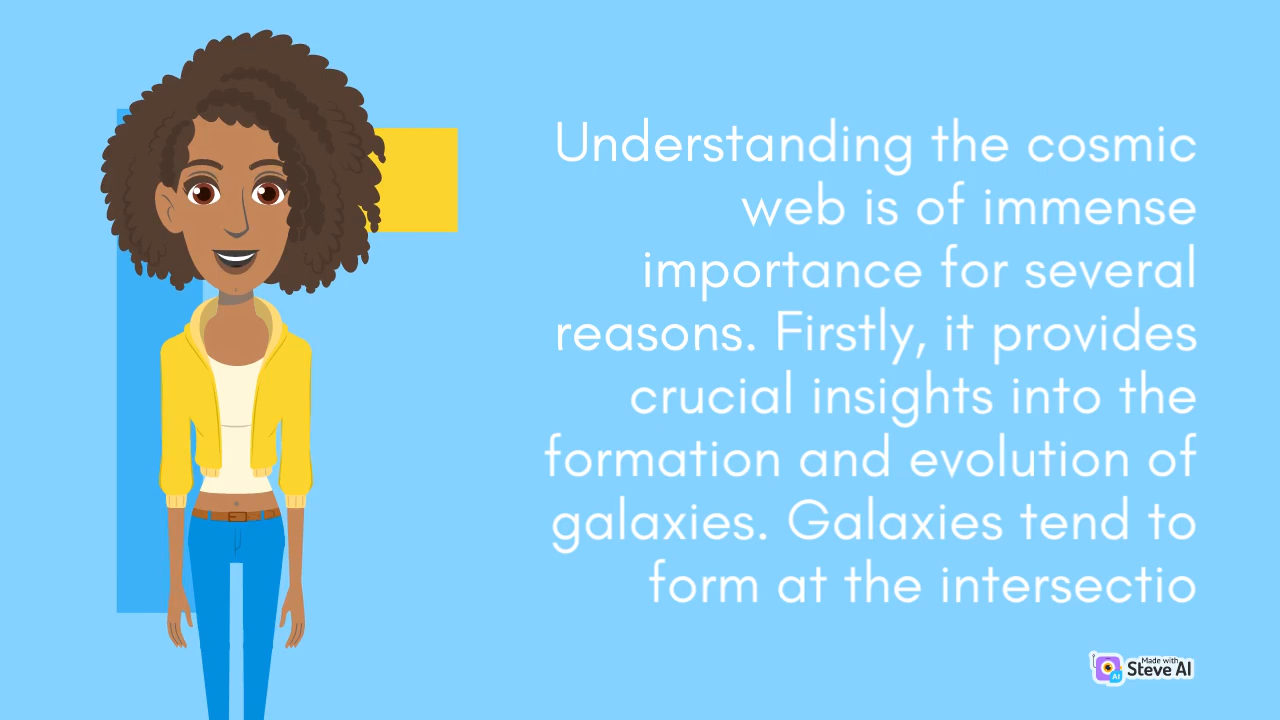 Understanding the cosmic
web is of immense
importance for several
reasons. Firstly, it provides
crucial insights into the
formation and evolution of
galaxies. Galaxies tend to
form at the intersectio
Made with
Steve AI
AI